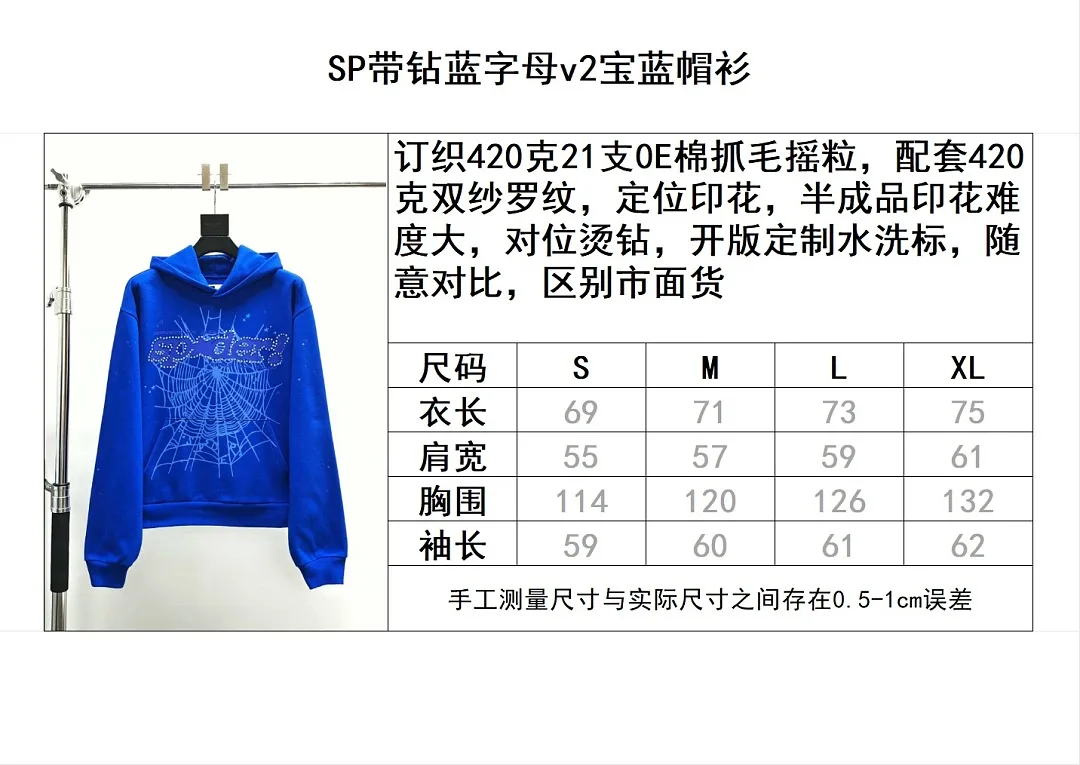 SP带钻蓝字母v2宝蓝帽衫
订织420克21支OE棉抓毛摇粒，配套420
克双纱罗纹，定位印花，半成品印花难
度大，对位烫钻，开版定制水洗标，随
意对比，区别市面货
尺码 S M L XL
衣长 69 71 73 75
肩宽 55 57 59 61
胸围 114 120 126 132
袖长 59 60 61 62
手工测量尺寸与实际尺寸之间存在0.5-1cm误差